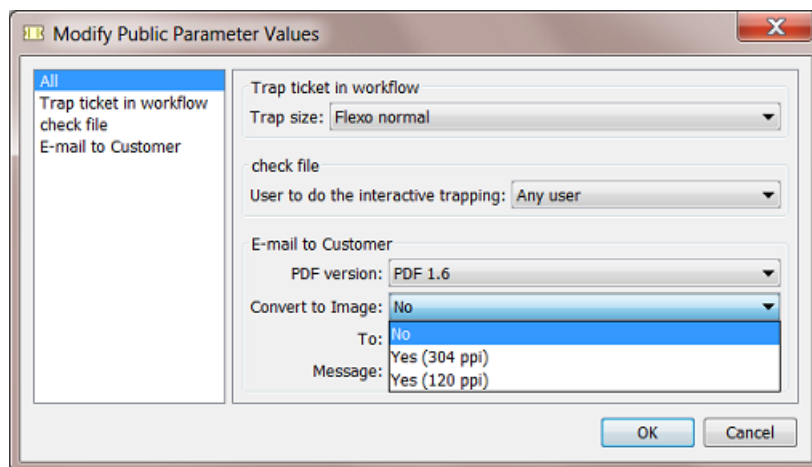 Modify Public Parameter Values
All
Trap ticket in workflow
check file
E-mail to Customer
Trap ticket in workflow
Trap size: Flexo normal
check file
User to do the interactive trapping: Any user
E-mail to Customer
PDF version: PDF 1.6
Convert to Image: No
To: No
Yes (304 ppi)
Message: Yes (120 ppi)
OK Cancel